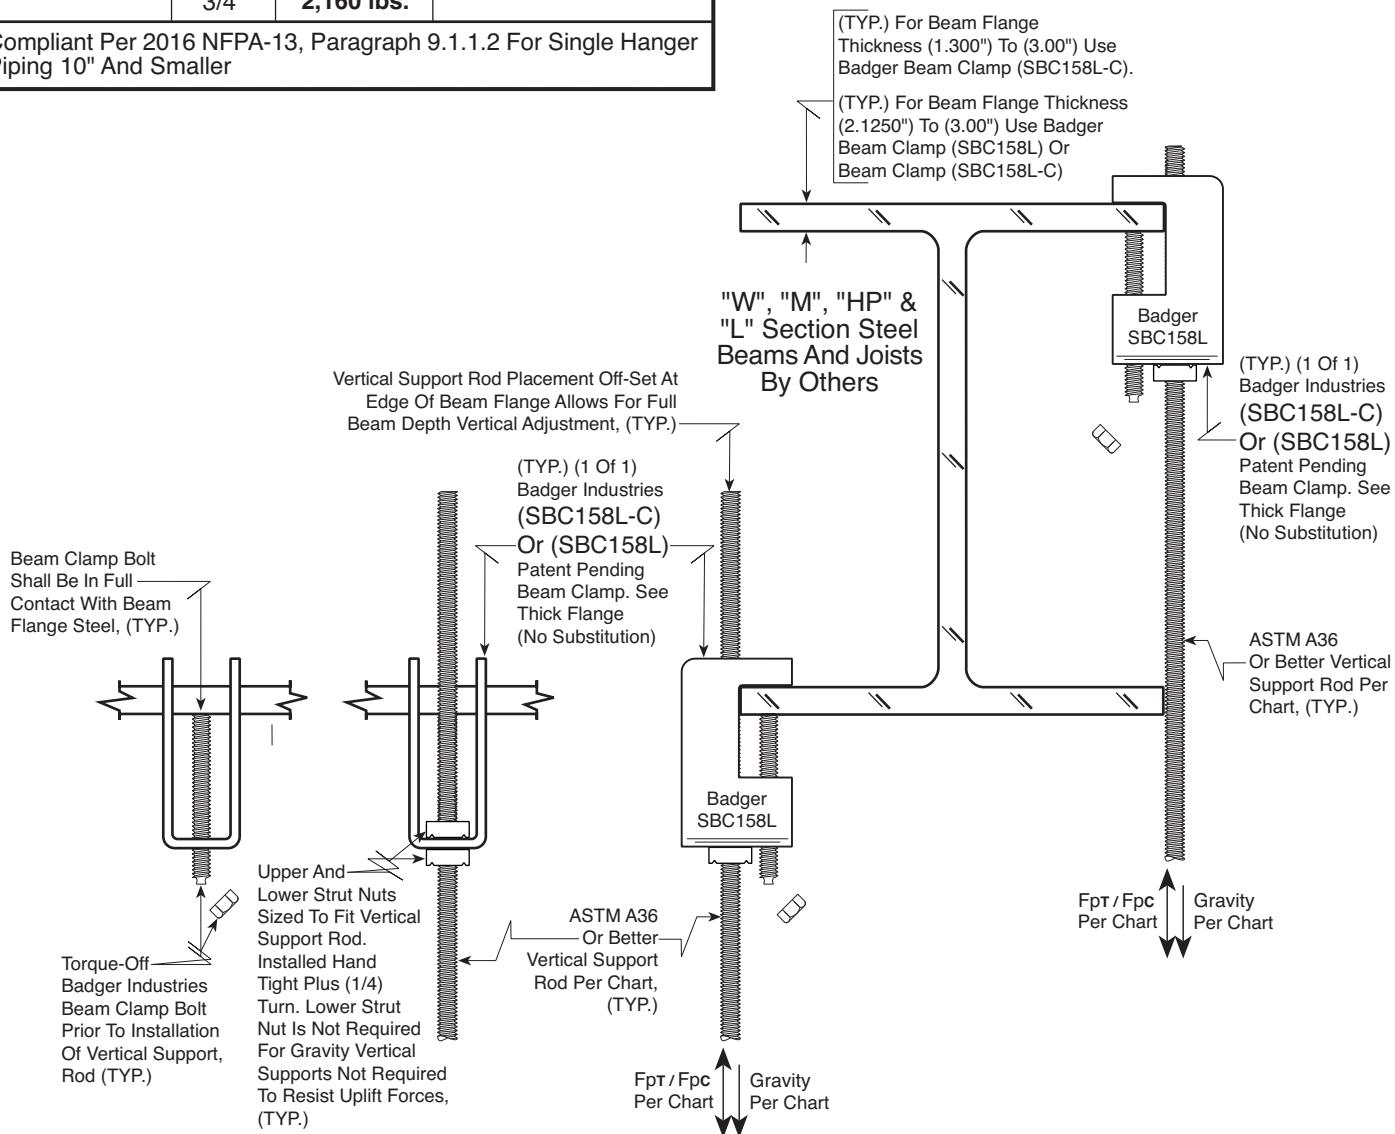 3/4
2,160 lbs.
Compliant Per 2016 NFPA-13, Paragraph 9.1.1.2 For Single Hanger
Piping 10" And Smaller
(TYP.) For Beam Flange
Thickness (1.300") To (3.00") Use
Badger Beam Clamp (SBC158L-C).
(TYP.) For Beam Flange Thickness
(2.1250") To (3.00") Use Badger
Beam Clamp (SBC158L) Or
Beam Clamp (SBC158L-C)
"W", "M", "HP" &
"L" Section Steel
Beams And Joists
By Others
Badger
SBC158L
(TYP.) (1 Of 1)
Badger Industries
(SBC158L-C)
Or (SBC158L)
Patent Pending
Beam Clamp. See
Thick Flange
(No Substitution)
Vertical Support Rod Placement Off-Set At
Edge Of Beam Flange Allows For Full
Beam Depth Vertical Adjustment, (TYP.)
(TYP.) (1 Of 1)
Badger Industries
(SBC158L-C)
Or (SBC158L)
Patent Pending
Beam Clamp. See
Thick Flange
(No Substitution)
Beam Clamp Bolt
Shall Be In Full
Contact With Beam
Flange Steel, (TYP.)
ASTM A36
Or Better Vertical
Support Rod Per
Chart, (TYP.)
Badger
SBC158L
Upper And
Lower Strut Nuts
Sized To Fit Vertical
Support Rod.
Installed Hand
Tight Plus (1/4)
Turn. Lower Strut
Nut Is Not Required
For Gravity Vertical
Supports Not Required
To Resist Uplift Forces,
(TYP.)
ASTM A36
Or Better
Vertical Support
Rod Per Chart,
(TYP.)
Torque-Off
Badger Industries
Beam Clamp Bolt
Prior To Installation
Of Vertical Support,
Rod (TYP.)
FpT / FpC
Per Chart
Gravity
Per Chart
FpT / FpC
Per Chart
Gravity
Per Chart